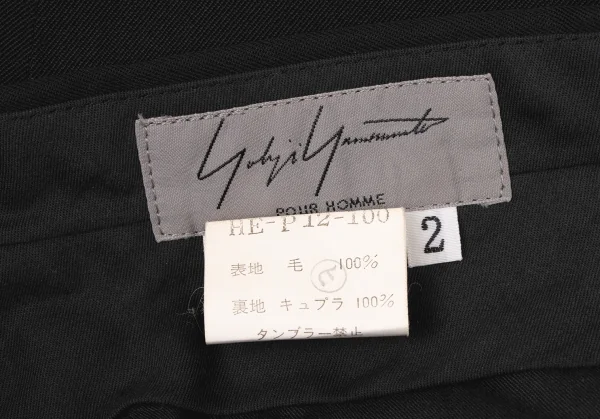 Yohji Yamamoto
POUR HOMME
HE-P12-100
2
表地 毛 100%
裏地 キュプラ 100%
タンブラー禁止